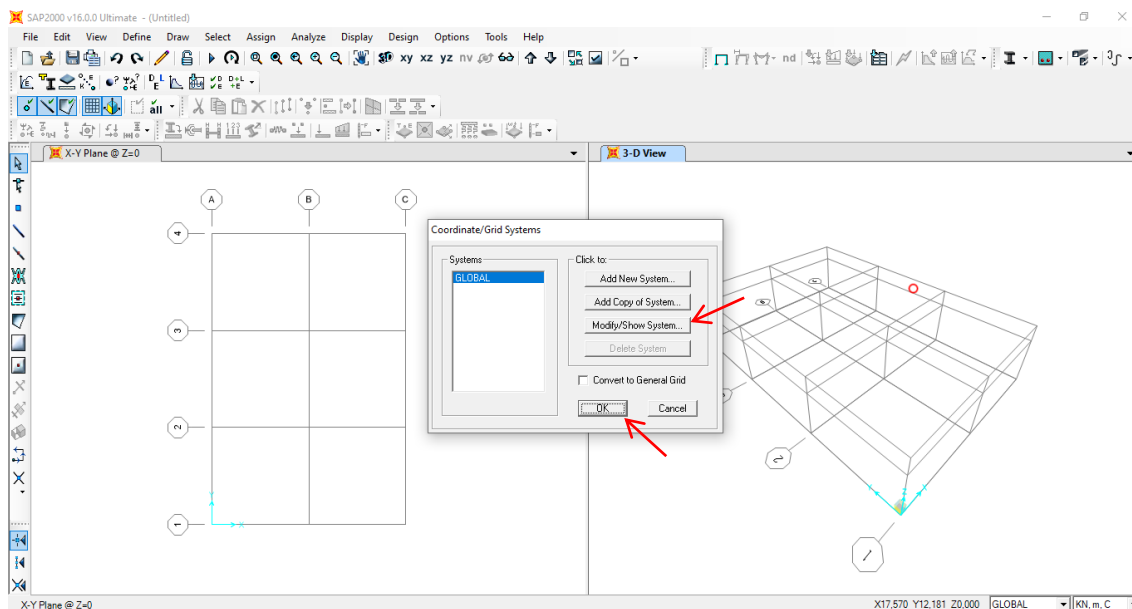 SAP2000 v16.0.0 Ultimate - (Untitled)
File Edit View Define Draw Select Assign Analyze Display Design Options Tools Help
xy xz yz nv nd
all
X-Y Plane @ Z=0
3-D View
A B C
4
3
2
1
Y
X
Coordinate/Grid Systems
Systems
GLOBAL
Click to:
Add New System...
Add Copy of System...
Modify/Show System...
Delete System
Convert to General Grid
OK Cancel
2
1
X-Y Plane @ Z=0 X17,570 Y12,181 Z0,000 GLOBAL KN, m, C